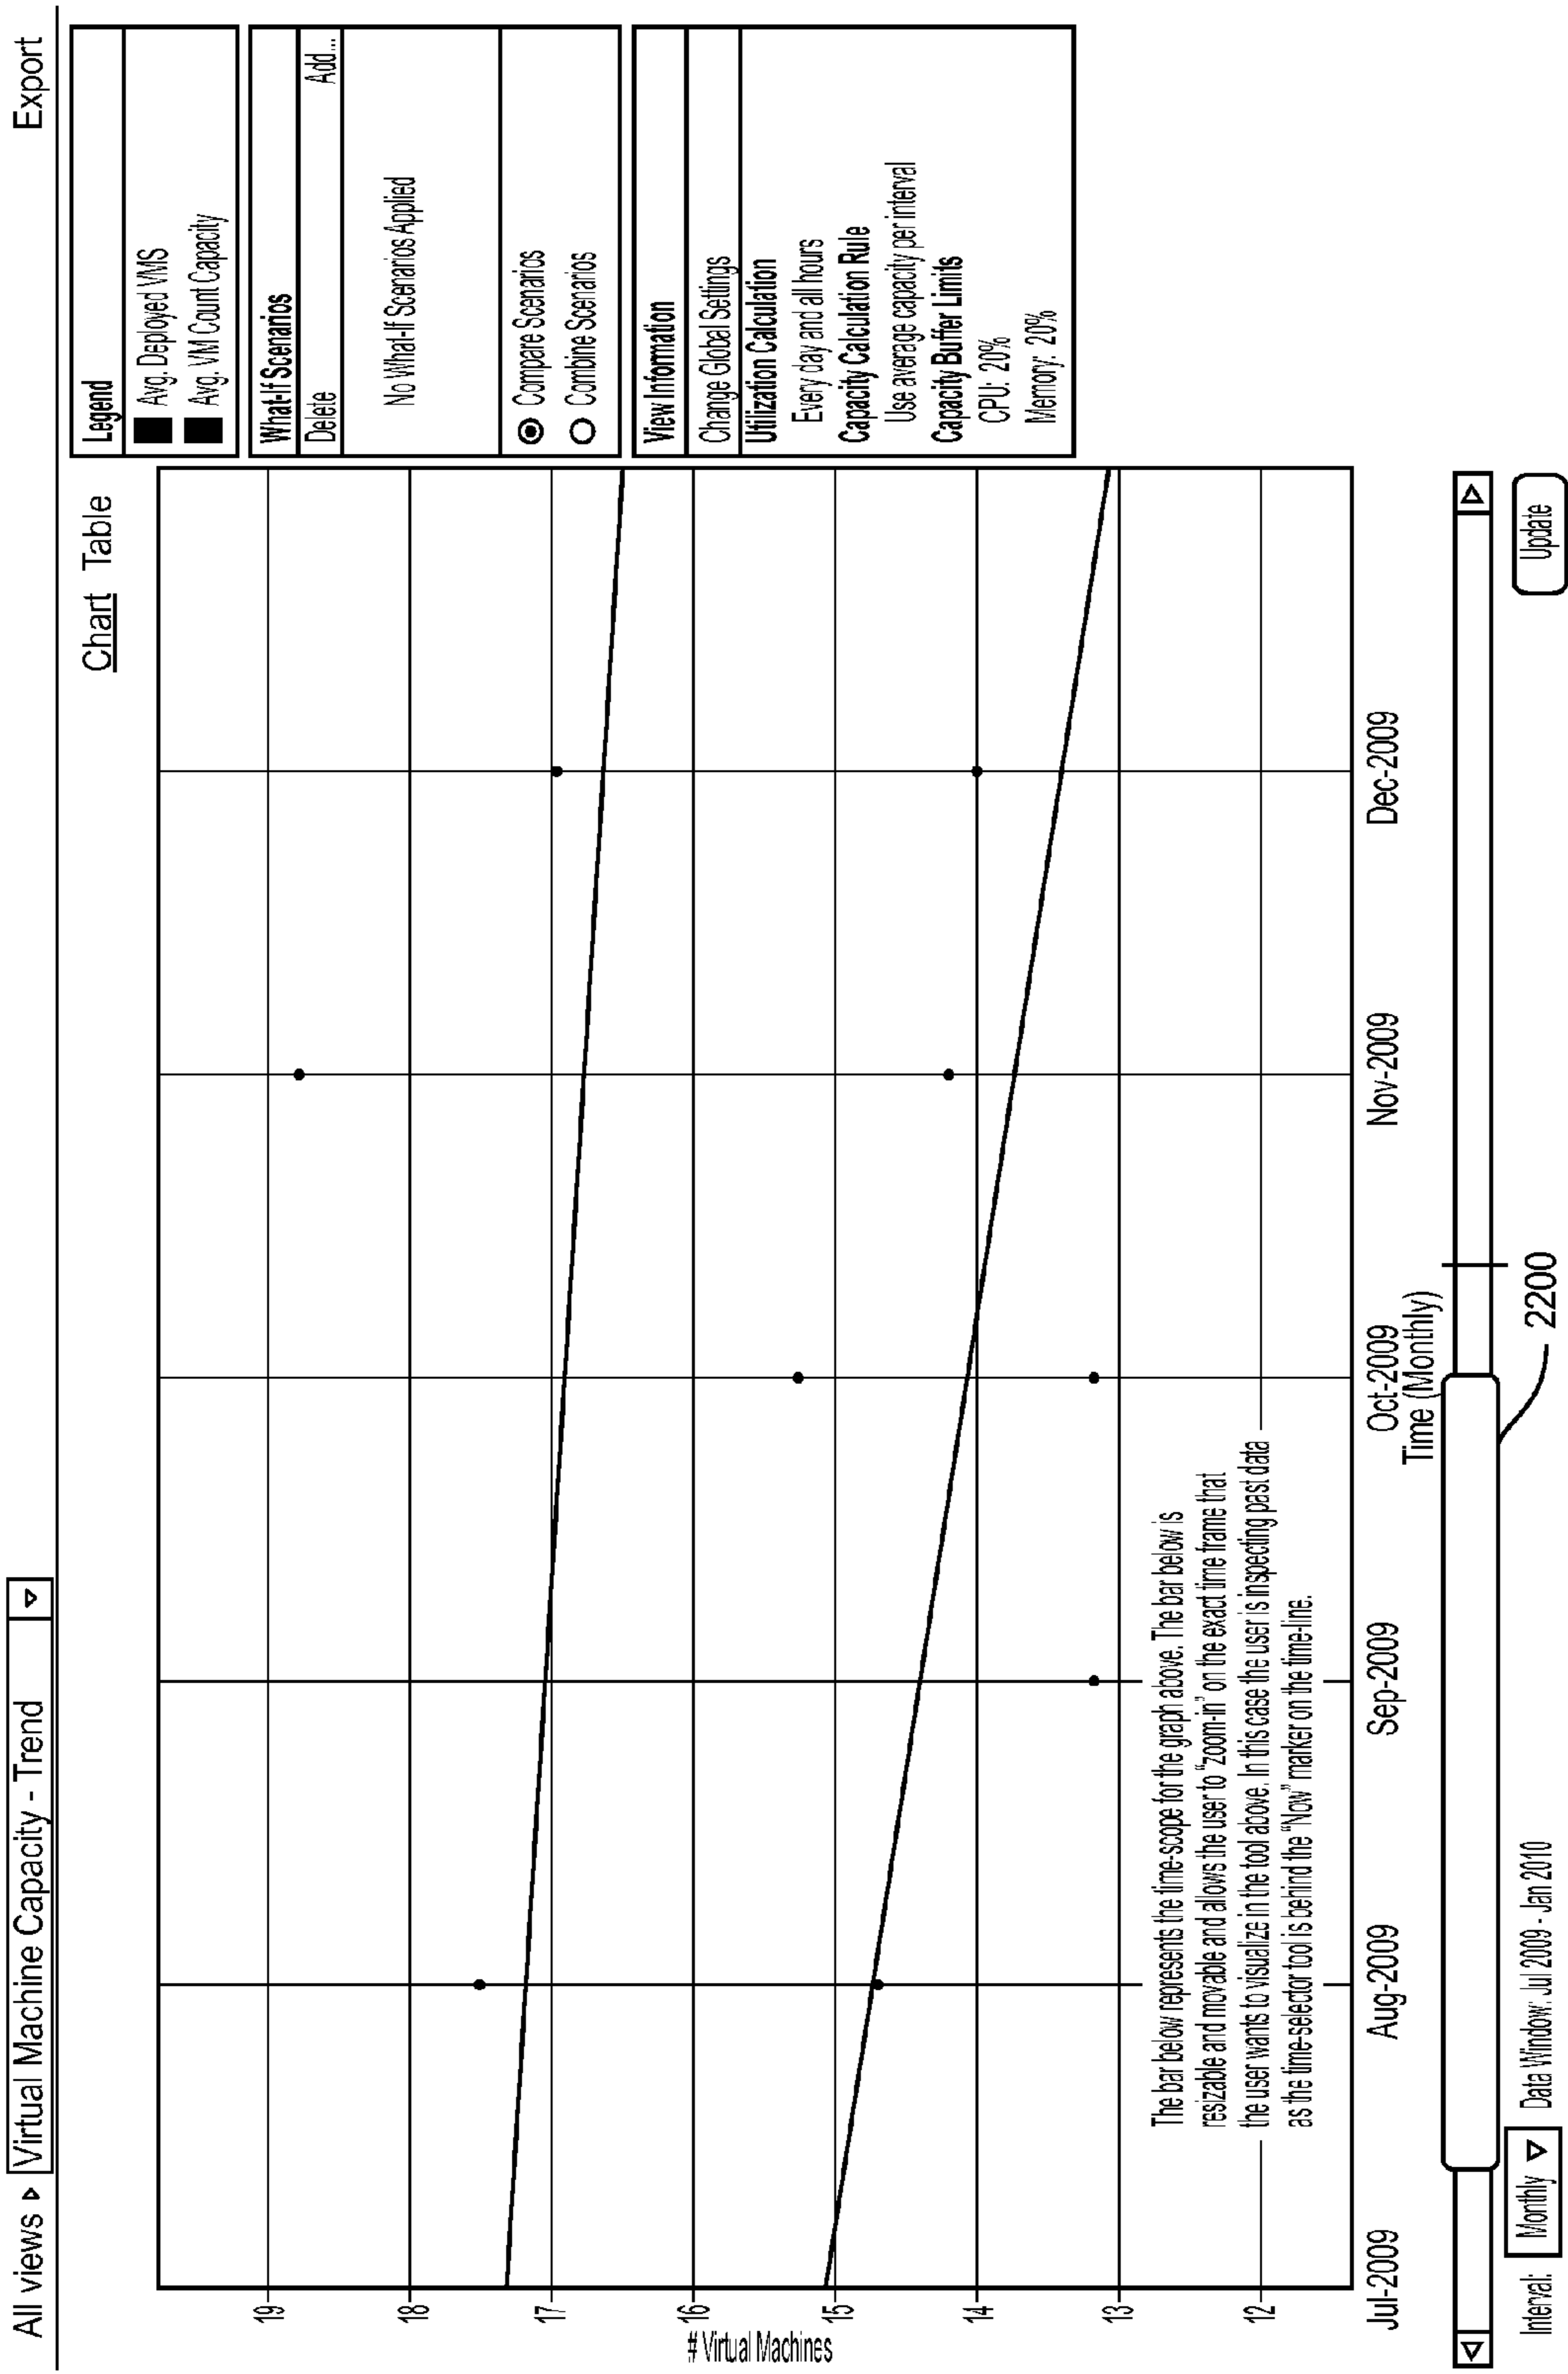 All views Virtual Machine Capacity - Trend
Export
Chart Table
19
18
17
16
15
14
13
12
# Virtual Machines
The bar below represents the time-scope for the graph above. The bar below is
resizable and movable and allows the user to “zoom-in” on the exact time frame that
the user wants to visualize in the tool above. In this case the user is inspecting past data
as the time-selector tool is behind the “Now” marker on the time-line.
Jul-2009
Aug-2009
Sep-2009
Oct-2009
Nov-2009
Dec-2009
Time (Monthly)
2200
Interval: Monthly Data Window: Jul 2009 - Jan 2010
Update
Legend
Avg. Deployed VMS
Avg. VM Count Capacity
What-If Scenarios
Delete Add...
No What-If Scenarios Applied
Compare Scenarios
Combine Scenarios
View Information
Change Global Settings
Utilization Calculation
Every day and all hours
Capacity Calculation Rule
Use average capacity per interval
Capacity Buffer Limits
CPU: 20%
Memory: 20%